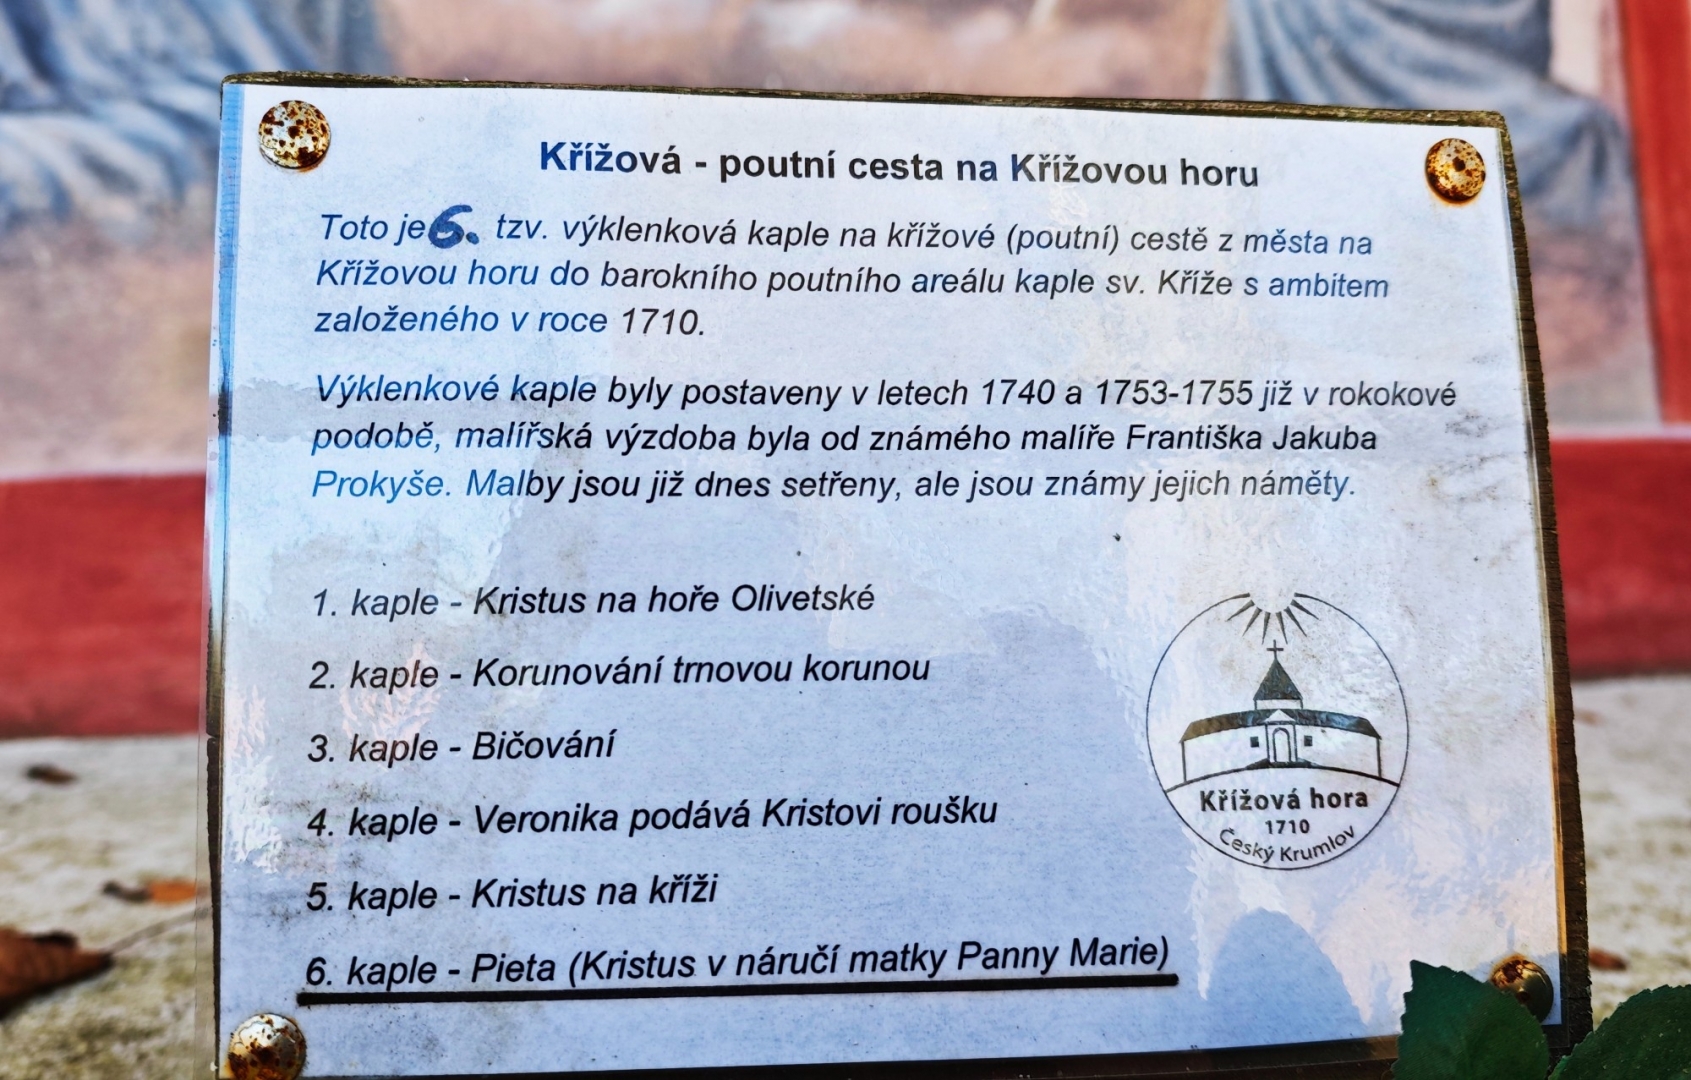 Křížová - poutní cesta na Křížovou horu
Toto je 6. tzv. výklenková kaple na křížové (poutní) cestě z města na
Křížovou horu do barokního poutního areálu kaple sv. Kříže s ambitem
založeného v roce 1710.
Výklenkové kaple byly postaveny v letech 1740 a 1753-1755 již v rokokové
podobě, malířská výzdoba byla od známého malíře Františka Jakuba
Prokyše. Malby jsou již dnes setřeny, ale jsou známy jejich náměty.
1. kaple - Kristus na hoře Olivetské
2. kaple - Korunování trnovou korunou
3. kaple - Bičování
4. kaple - Veronika podává Kristovi roušku
5. kaple - Kristus na kříži
6. kaple - Pieta (Kristus v náručí matky Panny Marie)
Křížová hora
1710
Český Krumlov